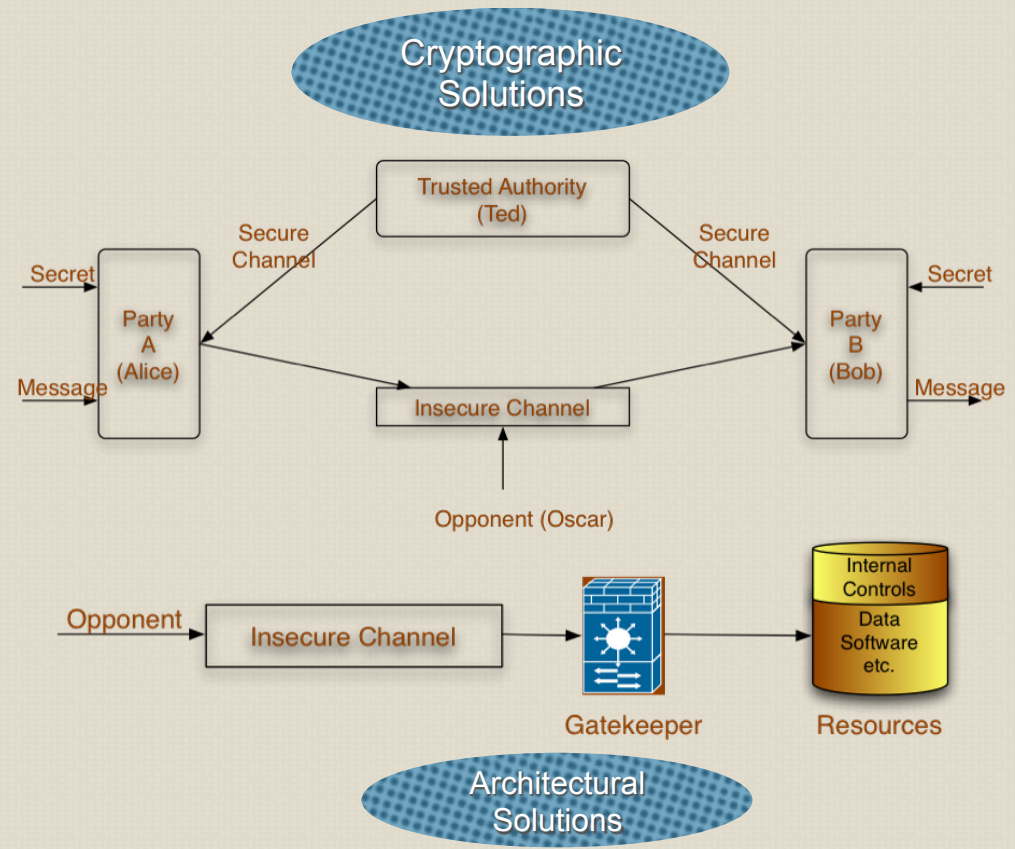 Cryptographic
Solutions
Trusted Authority
(Ted)
Secure
Channel
Secure
Channel
Secret
Secret
Party
A
(Alice)
Party
B
(Bob)
Message
Message
Insecure Channel
Opponent (Oscar)
Internal
Controls
Data
Software
etc.
Opponent
Insecure Channel
Gatekeeper
Resources
Architectural
Solutions